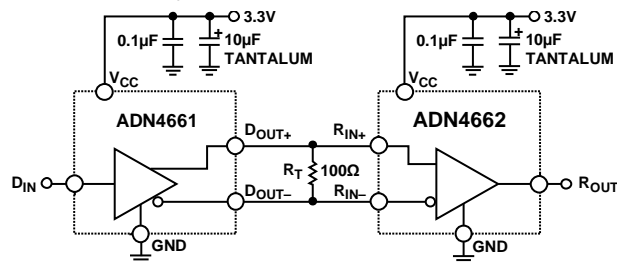 3.3V
0.1µF
+
10µF
TANTALUM
VCC
ADN4661
DIN
DOUT+
DOUT–
GND
RIN+
RT 100Ω
RIN–
3.3V
0.1µF
+
10µF
TANTALUM
VCC
ADN4662
ROUT
GND